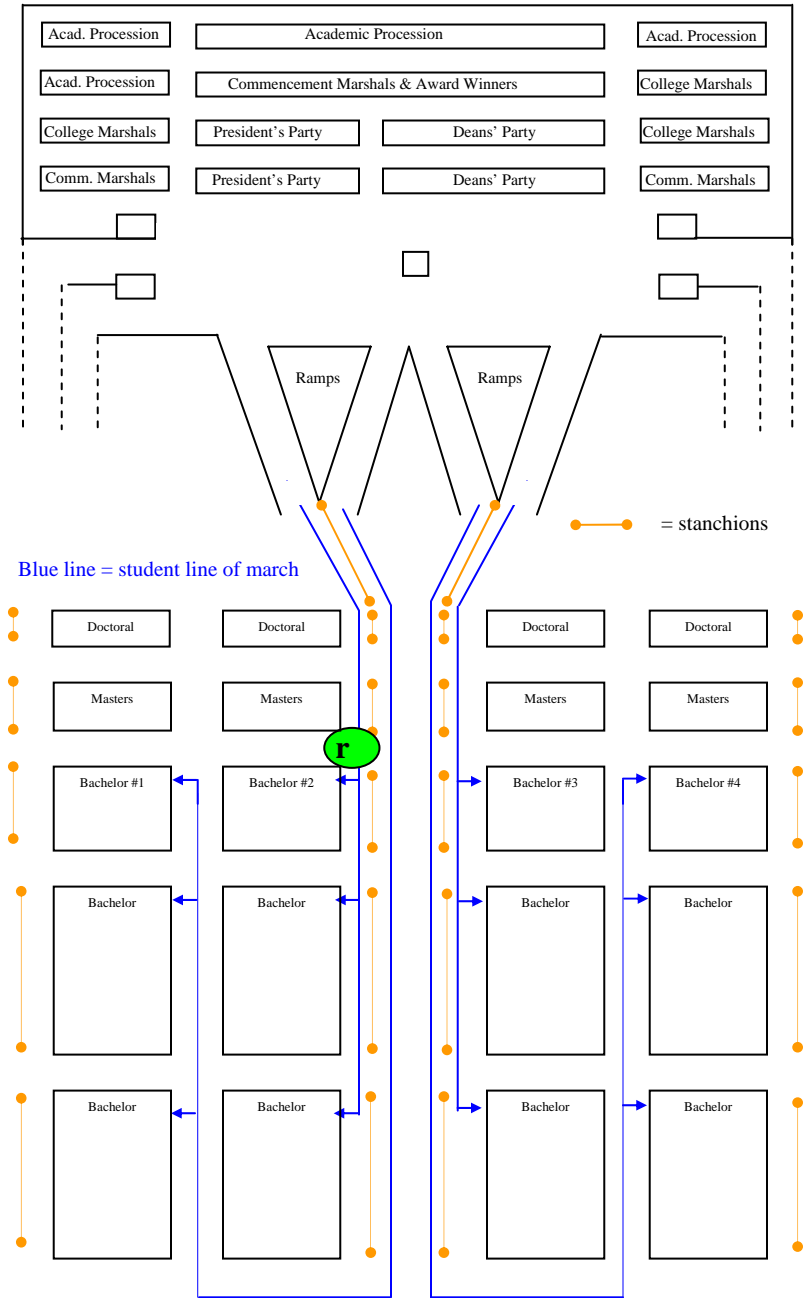 Acad. Procession Academic Procession Acad. Procession
Acad. Procession Commencement Marshals & Award Winners College Marshals
College Marshals President's Party Deans' Party College Marshals
Comm. Marshals President's Party Deans' Party Comm. Marshals
Ramps Ramps
= stanchions
Blue line = student line of march
Doctoral Doctoral Doctoral Doctoral
Masters Masters Masters Masters
r
Bachelor #1 Bachelor #2 Bachelor #3 Bachelor #4
Bachelor Bachelor Bachelor Bachelor
Bachelor Bachelor Bachelor Bachelor